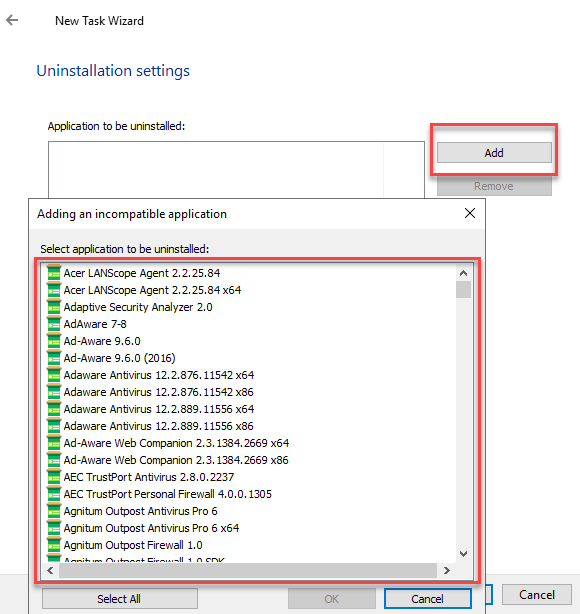 New Task Wizard
Uninstallation settings
Application to be uninstalled:
Add
Remove
Adding an incompatible application
Select application to be uninstalled:
Acer LANScope Agent 2.2.25.84
Acer LANScope Agent 2.2.25.84 x64
Adaptive Security Analyzer 2.0
AdAware 7-8
Ad-Aware 9.6.0
Ad-Aware 9.6.0 (2016)
Adaware Antivirus 12.2.876.11542 x64
Adaware Antivirus 12.2.876.11542 x86
Adaware Antivirus 12.2.889.11556 x64
Adaware Antivirus 12.2.889.11556 x86
Ad-Aware Web Companion 2.3.1384.2669 x64
Ad-Aware Web Companion 2.3.1384.2669 x86
AEC TrustPort Antivirus 2.8.0.2237
AEC TrustPort Personal Firewall 4.0.0.1305
Agnitum Outpost Antivirus Pro 6
Agnitum Outpost Antivirus Pro 6 x64
Agnitum Outpost Firewall 1.0
Agnitum Outpost Firewall 1.0 SDK
Select All
OK
Cancel
Cancel